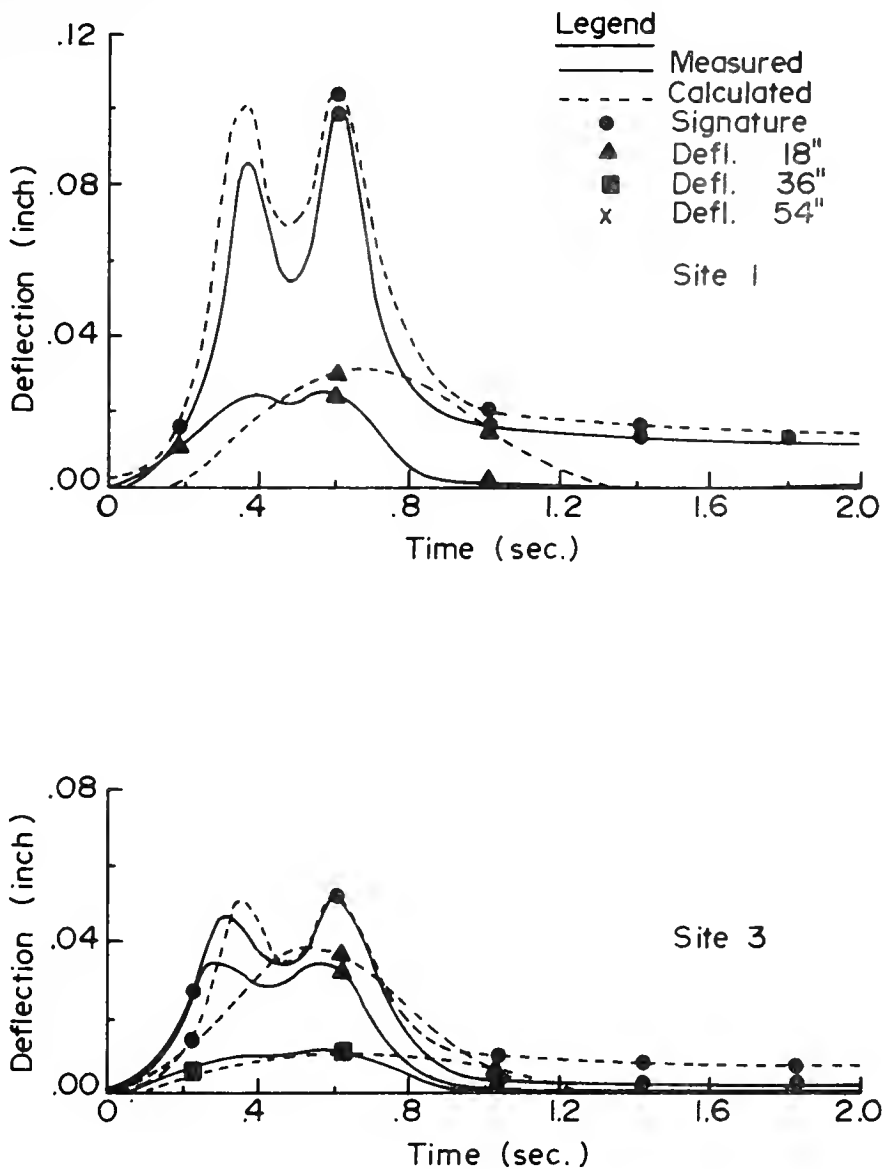 Legend
Measured
Calculated
Signature
Defl. 18"
Defl. 36"
x Defl. 54"
Site 1
.12
.08
.04
.00
Deflection (inch)
0 .4 .8 1.2 1.6 2.0
Time (sec.)
.08
.04
.00
Deflection (inch)
Site 3
0 .4 .8 1.2 1.6 2.0
Time (sec.)